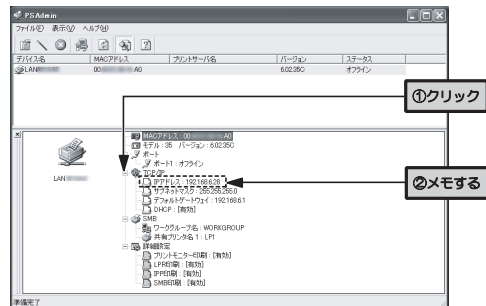 PSAdmin
ファイル(F) 表示(V) ヘルプ(H)
デバイス名 MACアドレス プリントサーバ名 バージョン ステータス
LAN 00 A0 6.02.35C オフライン
①クリック
MACアドレス : 00 A0
モデル : 35 バージョン : 6.02.35C
ポート
ポート1 : オフライン
TCP/IP
LAN
IPアドレス : 192.168.6.28
②メモする
サブネットマスク : 255.255.255.0
デフォルトゲートウェイ : 192.168.6.1
DHCP : [有効]
SMB
ワークグループ名 : WORKGROUP
共有プリンタ名 1 : LP1
詳細設定
プリントモニター印刷 : [有効]
LPR印刷 : [有効]
IPP印刷 : [有効]
SMB印刷 : [有効]
準備完了